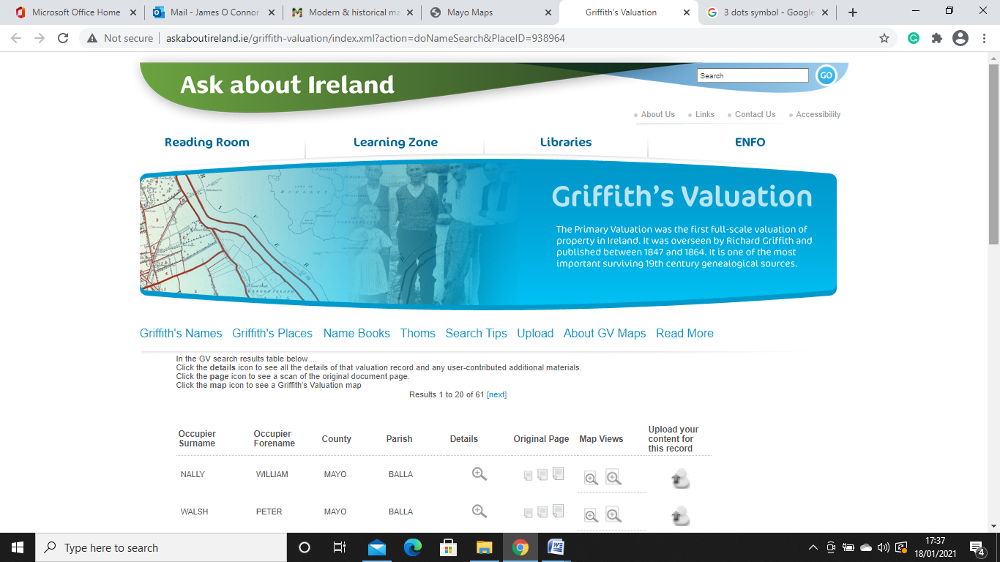 Microsoft Office Home
Mail - James O Connor
Modern & historical ma
Mayo Maps
Griffith's Valuation
3 dots symbol - Google
Not secure
askaboutireland.ie/griffith-valuation/index.xml?action=doNameSearch&PlaceID=938964
Ask about Ireland
Search
GO
About Us
Links
Contact Us
Accessibility
Reading Room
Learning Zone
Libraries
ENFO
Griffith's Valuation
The Primary Valuation was the first full-scale valuation of
property in Ireland. It was overseen by Richard Griffith and
published between 1847 and 1864. It is one of the most
important surviving 19th century genealogical sources.
Griffith's Names Griffith's Places Name Books Thoms Search Tips Upload About GV Maps Read More
In the GV search results table below ...
Click the details icon to see all the details of that valuation record and any user-contributed additional materials.
Click the page icon to see a scan of the original document page.
Click the map icon to see a Griffith's Valuation map
Results 1 to 20 of 61 [next]
Occupier Surname
Occupier Forename
County
Parish
Details
Original Page
Map Views
Upload your content for this record
NALLY WILLIAM MAYO BALLA
WALSH PETER MAYO BALLA
Type here to search
17:37
18/01/2021
4